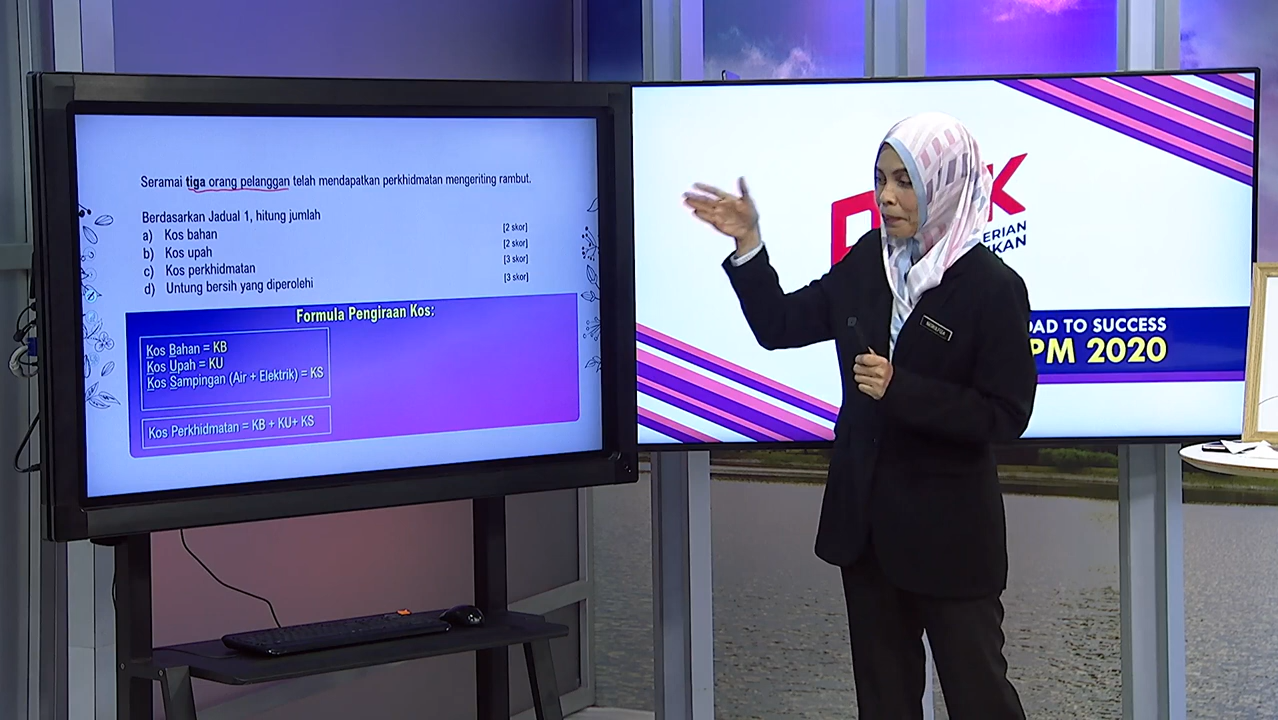 Seramai tiga orang pelanggan telah mendapatkan perkhidmatan mengeriting rambut.
Berdasarkan Jadual 1, hitung jumlah
a) Kos bahan [2 skor]
b) Kos upah [2 skor]
c) Kos perkhidmatan [3 skor]
d) Untung bersih yang diperolehi [3 skor]
Formula Pengiraan Kos:
Kos Bahan = KB
Kos Upah = KU
Kos Sampingan (Air + Elektrik) = KS
Kos Perkhidmatan = KB + KU+ KS
K
ERIAN
IKAN
OAD TO SUCCESS
PM 2020